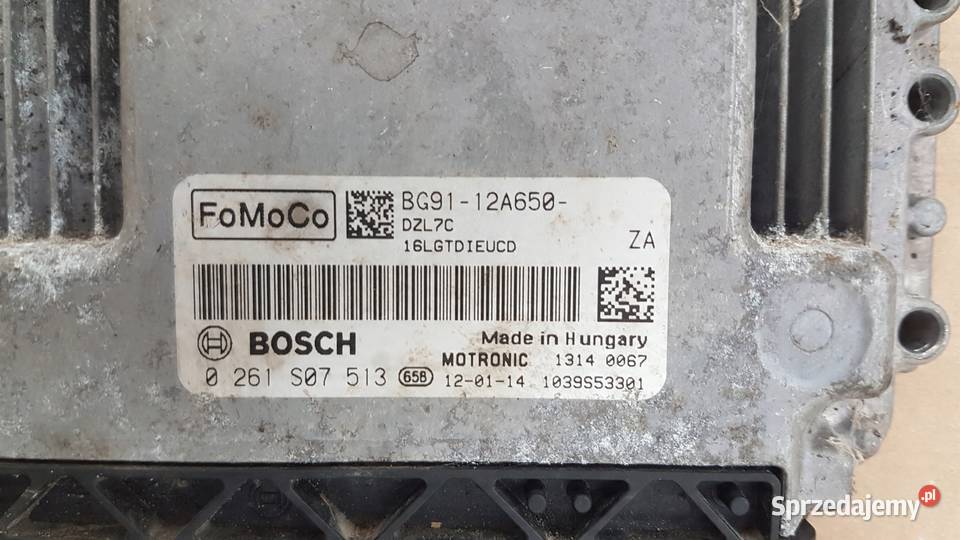 FoMoCo
BG91-12A650-
DZL7C
16LGTDIEUCD
ZA
BOSCH
Made in Hungary
MOTRONIC 1314 0067
0 261 S07 513 65B 12-01-14 1039S53301
Sprzedajemy.pl